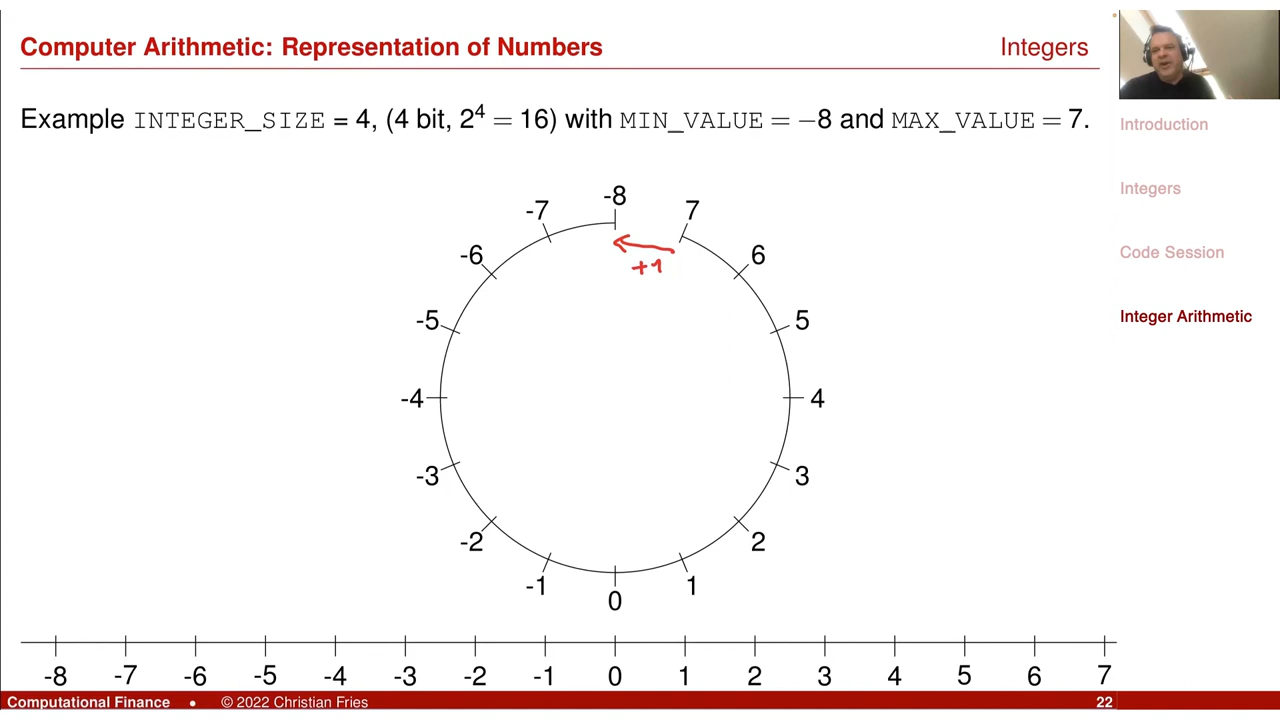 Computer Arithmetic: Representation of Numbers
Integers
Example INTEGER_SIZE = 4, (4 bit, 2⁴ = 16) with MIN_VALUE = −8 and MAX_VALUE = 7.
Introduction
Integers
Code Session
Integer Arithmetic
-8
-7
7
-6
6
+1
-5
5
-4
4
-3
3
-2
2
-1
1
0
-8 -7 -6 -5 -4 -3 -2 -1 0 1 2 3 4 5 6 7
Computational Finance • © 2022 Christian Fries 22